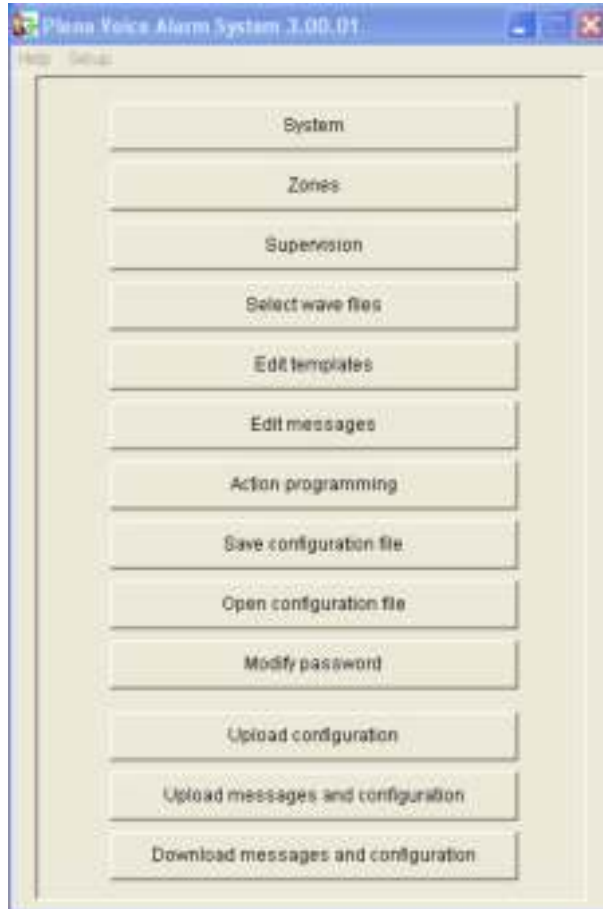 Plena Voice Alarm System 3.00.01
Help Setup
System
Zones
Supervision
Select wave files
Edit templates
Edit messages
Action programming
Save configuration file
Open configuration file
Modify password
Upload configuration
Upload messages and configuration
Download messages and configuration